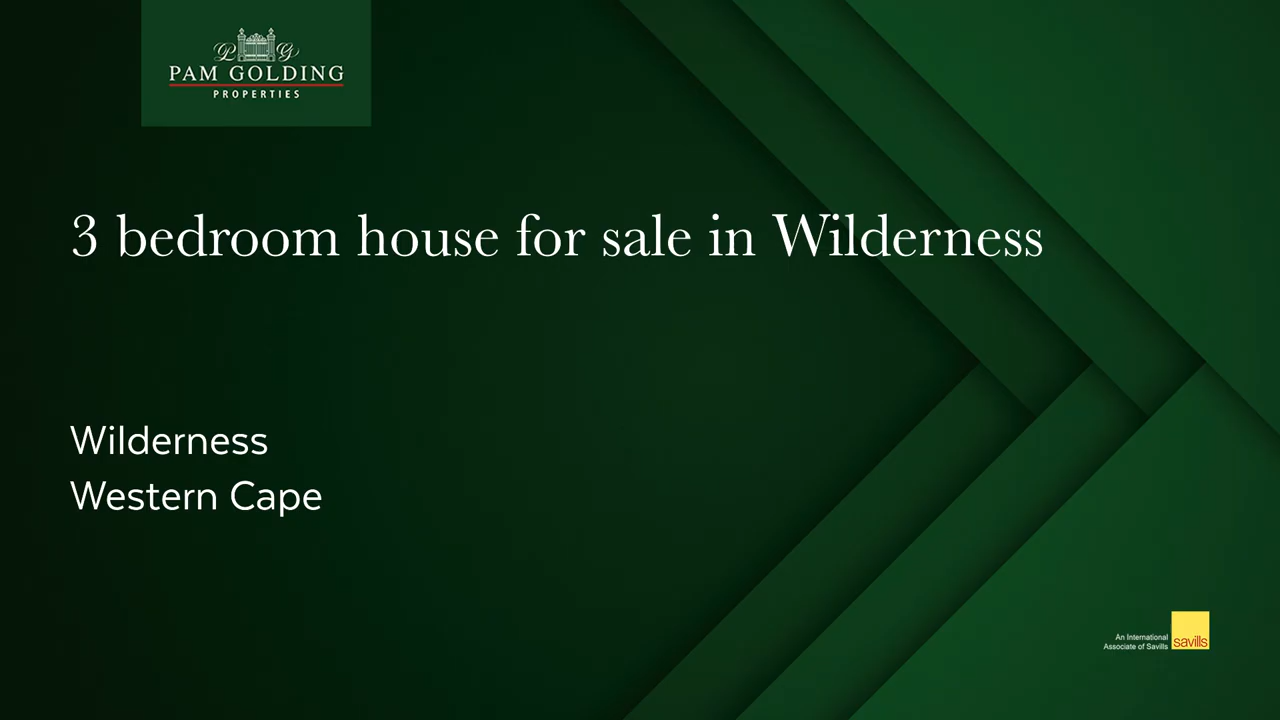 P G
PAM GOLDING
PROPERTIES
3 bedroom house for sale in Wilderness
Wilderness
Western Cape
An International
Associate of Savills
savills